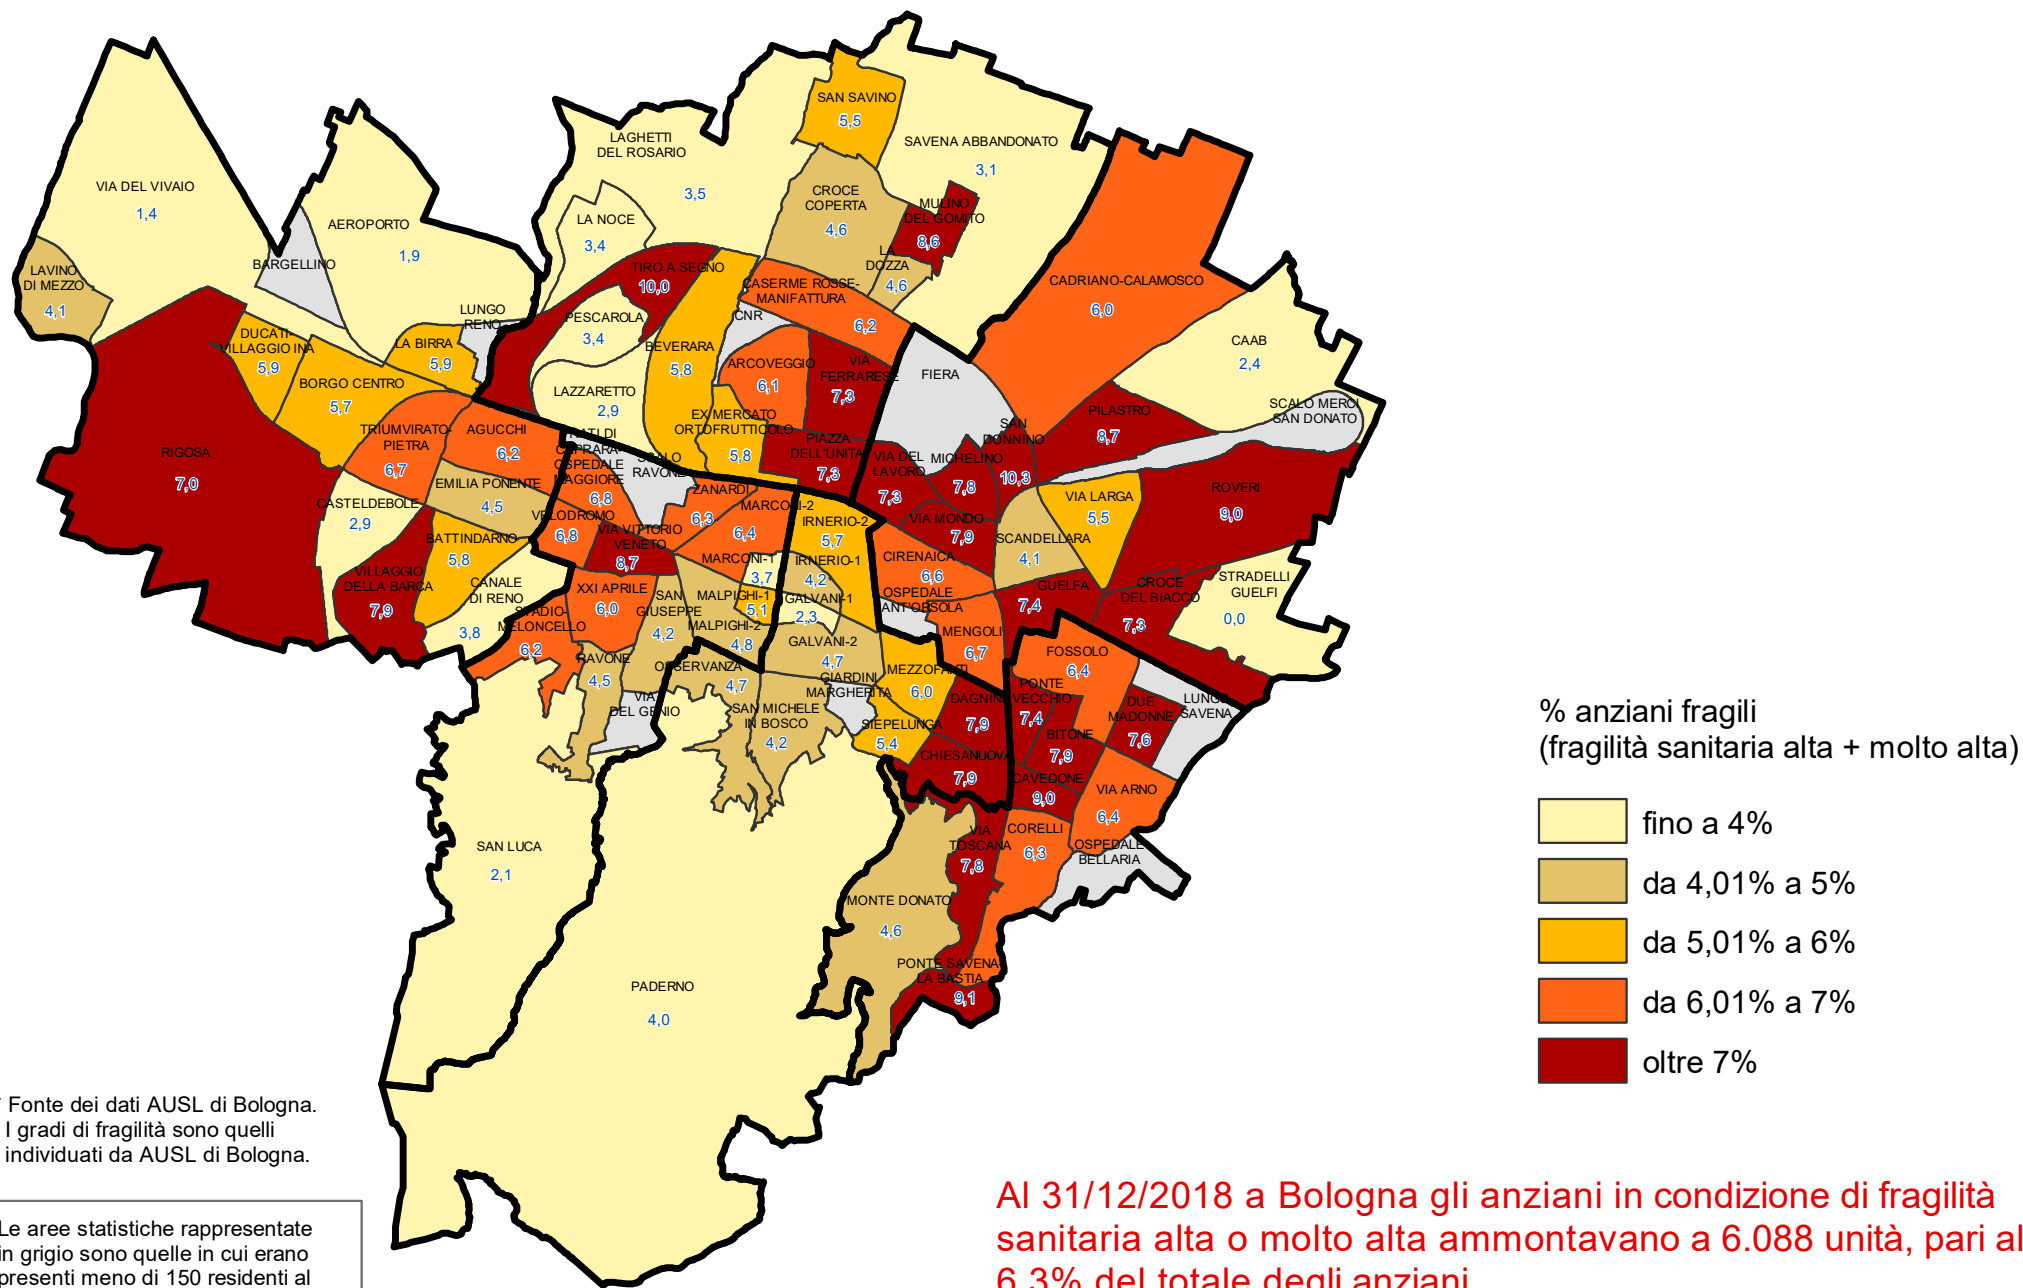 SAN SAVINO
5,5
LAGHETTI
DEL ROSARIO
3,5
SAVENA ABBANDONATO
3,1
VIA DEL VIVAIO
1,4
CROCE
COPERTA
4,6
MULINO
DEL GOMITO
8,6
LA NOCE
3,4
AEROPORTO
1,9
BARGELLINO
LAVINO
DI MEZZO
4,1
LA
DOZZA
4,6
TIRO A SEGNO
10,0
CASERME ROSSE-
MANIFATTURA
6,2
CADRIANO-CALAMOSCO
6,0
LUNGO
RENO
PESCAROLA
3,4
CNR
DUCATI-
VILLAGGIO INA
5,9
LA BIRRA
5,9
BEVERARA
5,8
CAAB
2,4
ARCOVEGGIO
6,1
VIA
FERRARESE
7,3
FIERA
BORGO CENTRO
5,7
LAZZARETTO
2,9
EX MERCATO
ORTOFRUTTICOLO
5,8
PILASTRO
8,7
SCALO MERCI
SAN DONATO
TRIUMVIRATO-
PIETRA
6,7
AGUCCHI
6,2
PRATI DI
CAPRARA-
OSPEDALE
MAGGIORE
6,8
SCALO
RAVONE
PIAZZA
DELL'UNITA'
7,3
VIA DEL
LAVORO
7,3
MICHELINO
7,8
SAN
DONNINO
10,3
RIGOSA
7,0
EMILIA PONENTE
4,5
ZANARDI
6,3
MARCONI-2
6,4
CASTELDEBOLE
2,9
VIA LARGA
5,5
ROVERI
9,0
VELODROMO
6,8
VIA VITTORIO
VENETO
8,7
IRNERIO-2
5,7
VIA MONDO
7,9
BATTINDARNO
5,8
SCANDELLARA
4,1
MARCONI-1
3,7
IRNERIO-1
4,2
CIRENAICA
6,6
VILLAGGIO
DELLA BARCA
7,9
CANALE
DI RENO
3,8
XXI APRILE
6,0
SAN
GIUSEPPE
4,2
MALPIGHI-1
5,1
GALVANI-1
2,3
OSPEDALE
SANT'ORSOLA
GUELFA
7,4
CROCE
DEL BIACCO
7,3
STRADELLI
GUELFI
0,0
STADIO-
MELONCELLO
6,2
MALPIGHI-2
4,8
GALVANI-2
4,7
MENGOLI
6,7
FOSSOLO
6,4
RAVONE
4,5
OSSERVANZA
4,7
GIARDINI
MARGHERITA
MEZZOFANTI
6,0
PONTE
VECCHIO
7,4
VIA
DEL GENIO
SAN MICHELE
IN BOSCO
4,2
DAGNINI
7,9
DUE
MADONNE
7,6
LUNGO
SAVENA
SIEPELUNGA
5,4
BITONE
7,9
CHIESANUOVA
7,9
CAVEDONE
9,0
VIA ARNO
6,4
SAN LUCA
2,1
VIA
TOSCANA
7,8
CORELLI
6,3
OSPEDALE
BELLARIA
MONTE DONATO
4,6
PONTE SAVENA-
LA BASTIA
9,1
PADERNO
4,0
% anziani fragili
(fragilità sanitaria alta + molto alta)
fino a 4%
da 4,01% a 5%
da 5,01% a 6%
da 6,01% a 7%
oltre 7%
* Fonte dei dati AUSL di Bologna.
I gradi di fragilità sono quelli
individuati da AUSL di Bologna.
Le aree statistiche rappresentate
in grigio sono quelle in cui erano
presenti meno di 150 residenti al
Al 31/12/2018 a Bologna gli anziani in condizione di fragilità
sanitaria alta o molto alta ammontavano a 6.088 unità, pari al
6,3% del totale degli anziani